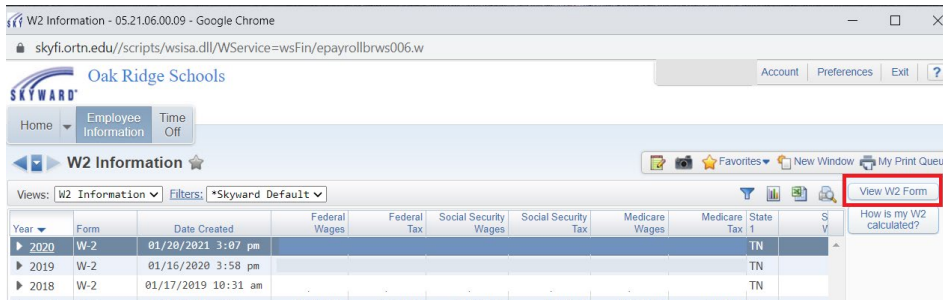 W2 Information - 05.21.06.00.09 - Google Chrome
skyfi.ortn.edu//scripts/wsisa.dll/WService=wsFin/epayrollbrws006.w
SKYWARD
Oak Ridge Schools
Account Preferences Exit ?
Home Employee Information Time Off
W2 Information
Favorites New Window My Print Queu
Views: W2 Information Filters: *Skyward Default
View W2 Form
How is my W2 calculated?
Year Form Date Created Federal Wages Federal Tax Social Security Wages Social Security Tax Medicare Wages Medicare Tax State 1 S W
2020 W-2 01/20/2021 3:07 pm TN
2019 W-2 01/16/2020 3:58 pm TN
2018 W-2 01/17/2019 10:31 am TN